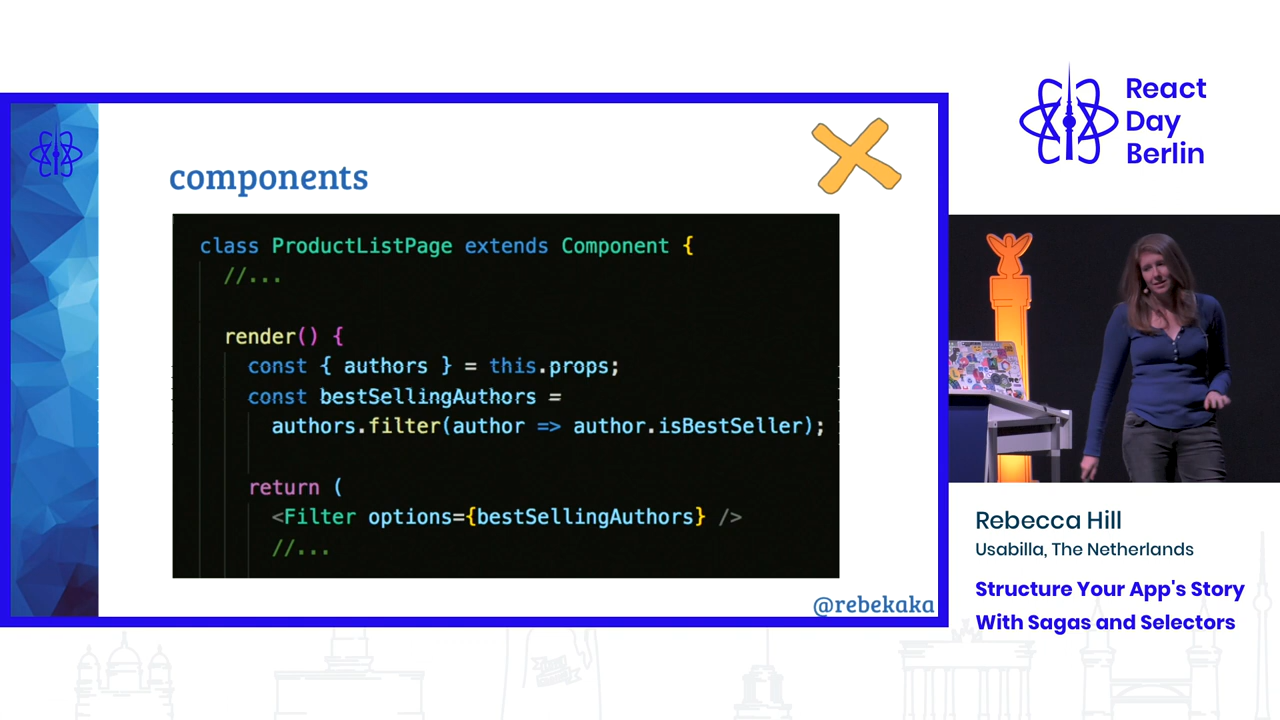 components
class ProductListPage extends Component {
//...
render() {
const { authors } = this.props;
const bestSellingAuthors =
authors.filter(author => author.isBestSeller);
return (
<Filter options={bestSellingAuthors} />
//...
@rebekaka
React
Day
Berlin
Rebecca Hill
Usabilla, The Netherlands
Structure Your App's Story
With Sagas and Selectors